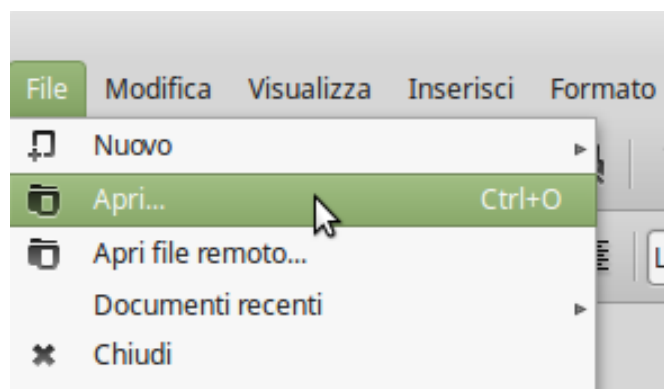 File Modifica Visualizza Inserisci Formato
Nuovo
Apri... Ctrl+O
Apri file remoto...
Documenti recenti
Chiudi